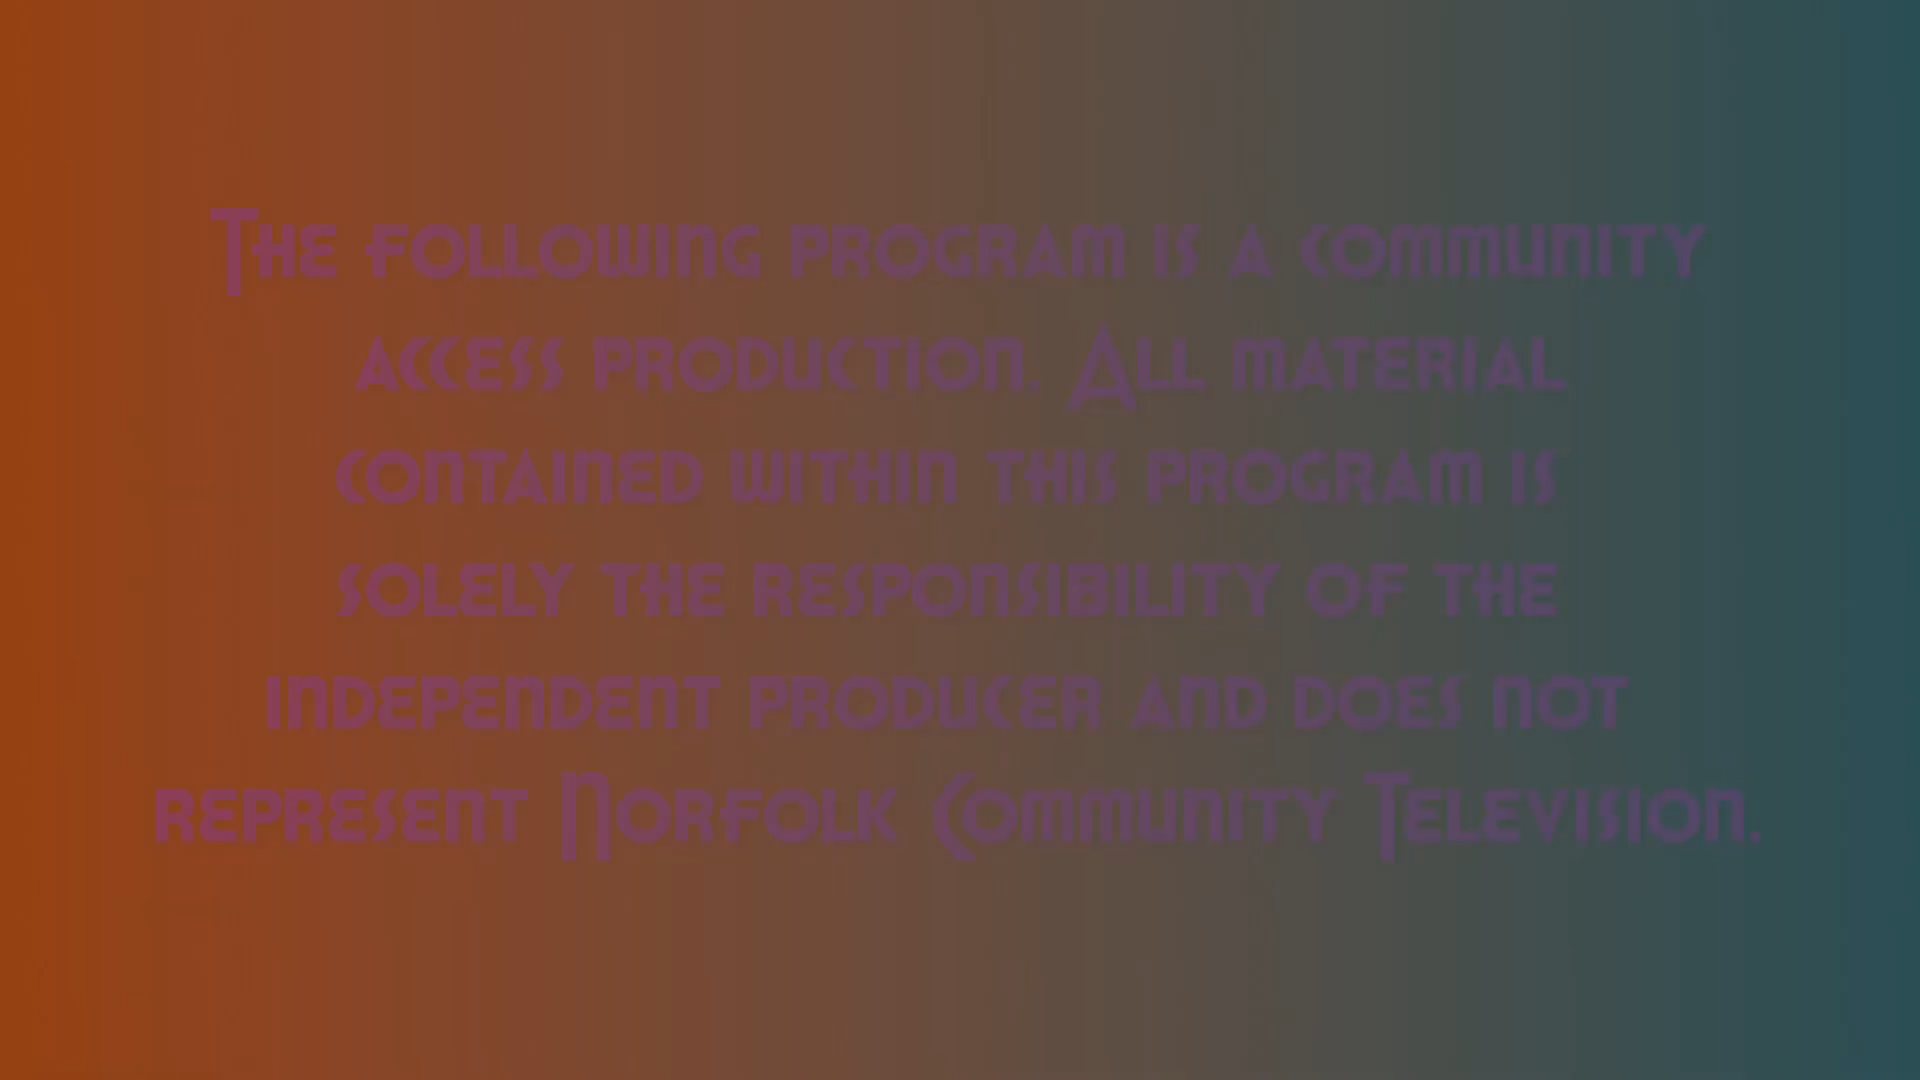 The following program is a community
access production. All material
contained within this program is
solely the responsibility of the
independent producer and does not
represent Norfolk Community Television.